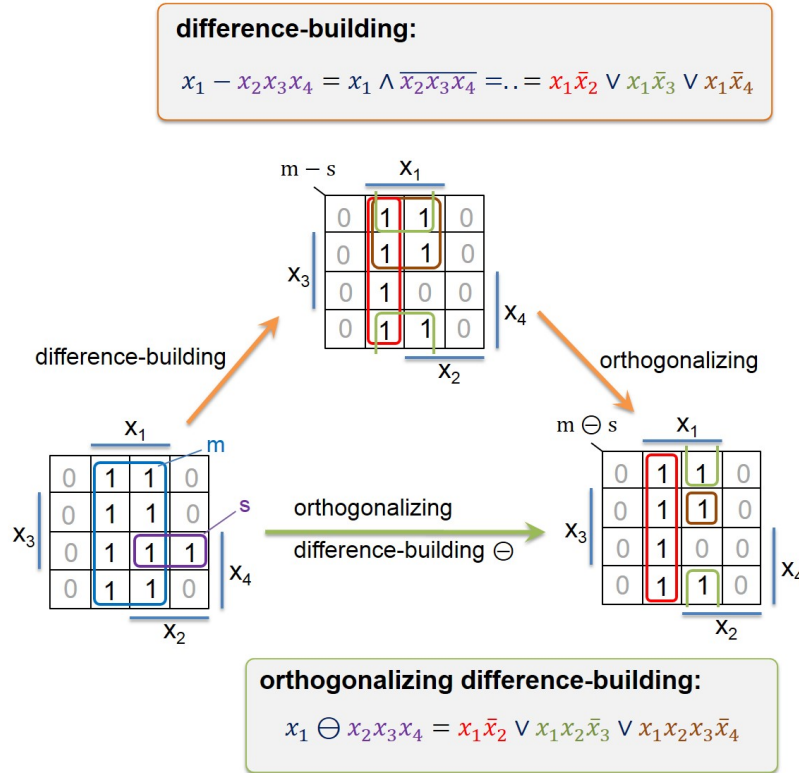 difference-building:
x₁ − x₂x₃x₄ = x₁ ∧ x̅₂x̅₃x̅₄̅ =..= x₁x̄₂ ∨ x₁x̄₃ ∨ x₁x̄₄
m − s
x₁
0 1 1 0
0 1 1 0
x₃
0 1 0 0
x₄
0 1 1 0
x₂
difference-building
orthogonalizing
x₁
m
0 1 1 0
s
0 1 1 0
x₃
0 1 1 1
x₄
0 1 1 0
x₂
orthogonalizing
difference-building ⊖
m ⊖ s
x₁
0 1 1 0
0 1 1 0
x₃
0 1 0 0
x₄
0 1 1 0
x₂
orthogonalizing difference-building:
x₁ ⊖ x₂x₃x₄ = x₁x̄₂ ∨ x₁x₂x̄₃ ∨ x₁x₂x₃x̄₄